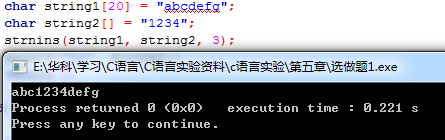 char string1[20] = "abcdefg";
char string2[] = "1234";
strnins(string1, string2, 3);
E:\华科\学习\C语言\C语言实验资料\c语言实验\第五章\选做题1.exe
abc1234defg
Process returned 0 (0x0)   execution time : 0.221 s
Press any key to continue.